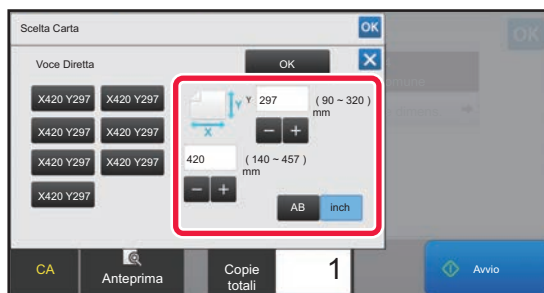 Scelta Carta
OK
OK
Voce Diretta
OK
X420 Y297
X420 Y297
Y
Y
297
( 90 ~ 320 )
mm
X420 Y297
X420 Y297
X
X420 Y297
X420 Y297
420
( 140 ~ 457 )
mm
X420 Y297
AB
inch
CA
Anteprima
Copie
totali
1
Avvio